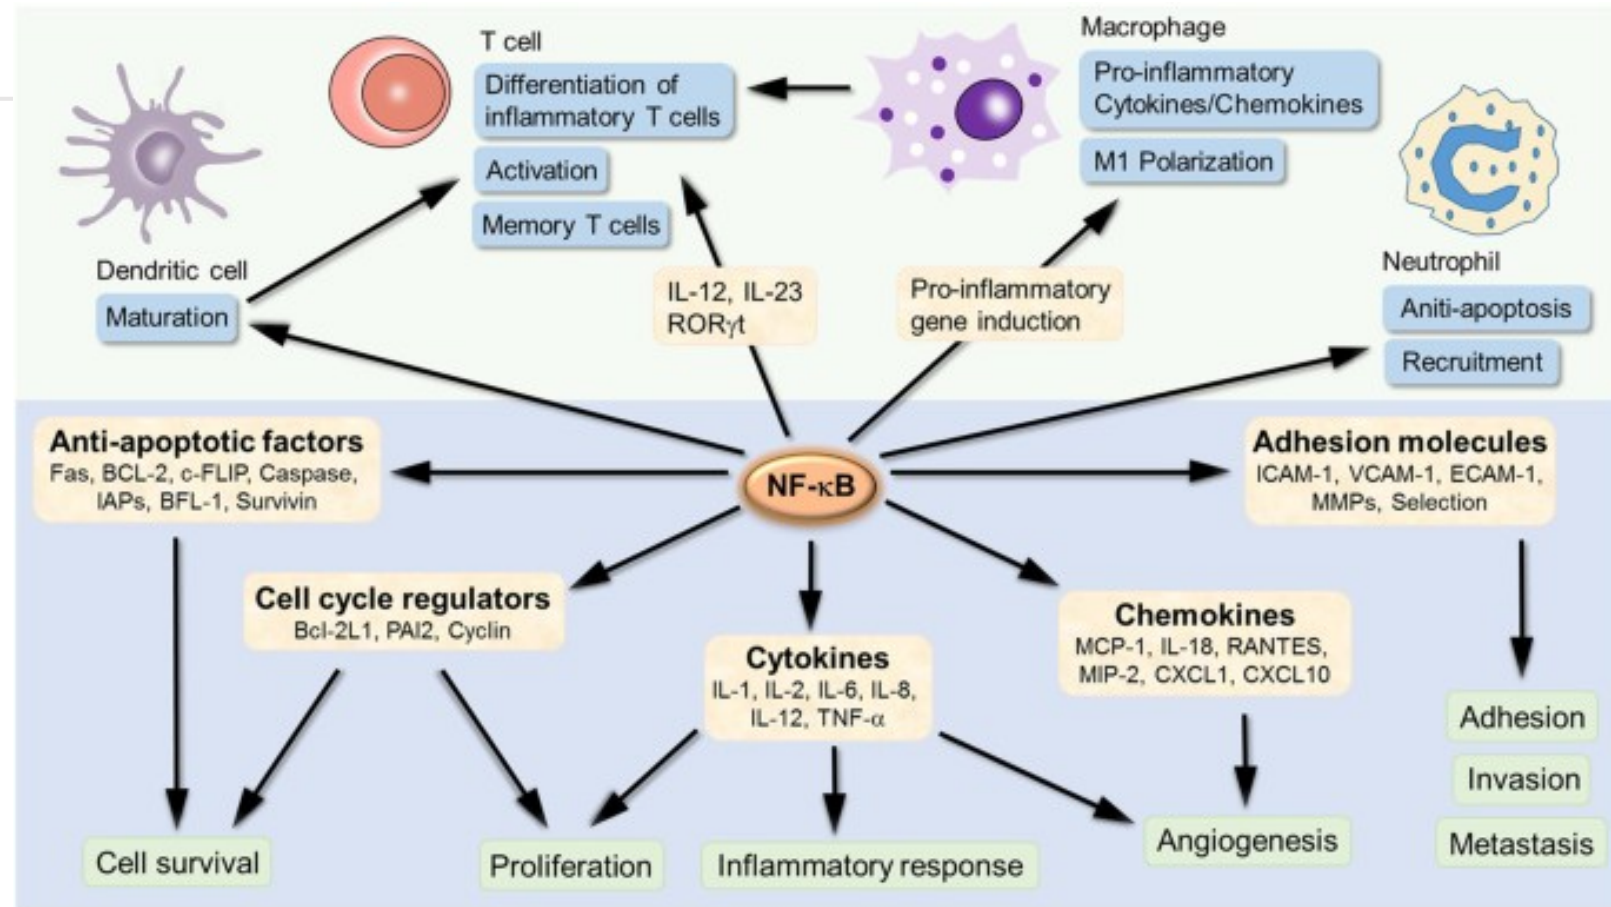 T cell
Differentiation of
inflammatory T cells
Activation
Memory T cells
Macrophage
Pro-inflammatory
Cytokines/Chemokines
M1 Polarization
Dendritic cell
Maturation
IL-12, IL-23
RORγt
Pro-inflammatory
gene induction
Neutrophil
Aniti-apoptosis
Recruitment
NF-κB
Anti-apoptotic factors
Fas, BCL-2, c-FLIP, Caspase,
IAPs, BFL-1, Survivin
Adhesion molecules
ICAM-1, VCAM-1, ECAM-1,
MMPs, Selection
Cell cycle regulators
Bcl-2L1, PAI2, Cyclin
Cytokines
IL-1, IL-2, IL-6, IL-8,
IL-12, TNF-α
Chemokines
MCP-1, IL-18, RANTES,
MIP-2, CXCL1, CXCL10
Cell survival
Proliferation
Inflammatory response
Angiogenesis
Adhesion
Invasion
Metastasis